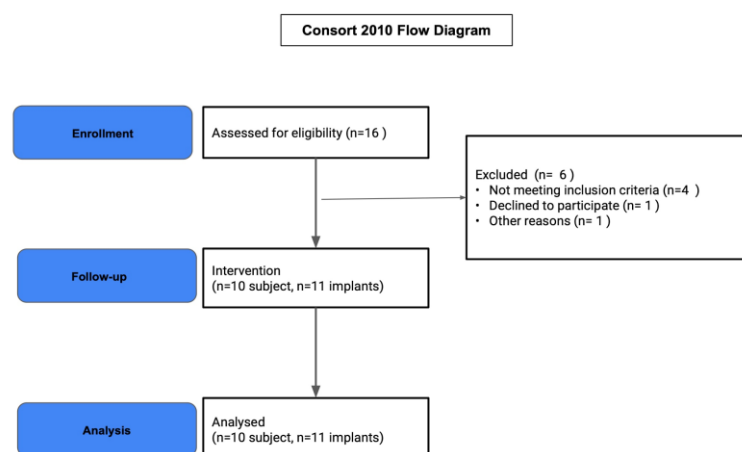 Consort 2010 Flow Diagram
Enrollment
Assessed for eligibility (n=16 )
Excluded (n= 6 )
• Not meeting inclusion criteria (n=4 )
• Declined to participate (n= 1 )
• Other reasons (n= 1 )
Follow-up
Intervention
(n=10 subject, n=11 implants)
Analysis
Analysed
(n=10 subject, n=11 implants)